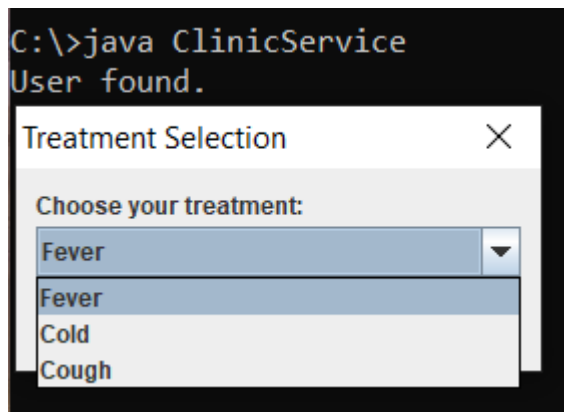 C:\>java ClinicService
User found.
Treatment Selection
Choose your treatment:
Fever
Fever
Cold
Cough